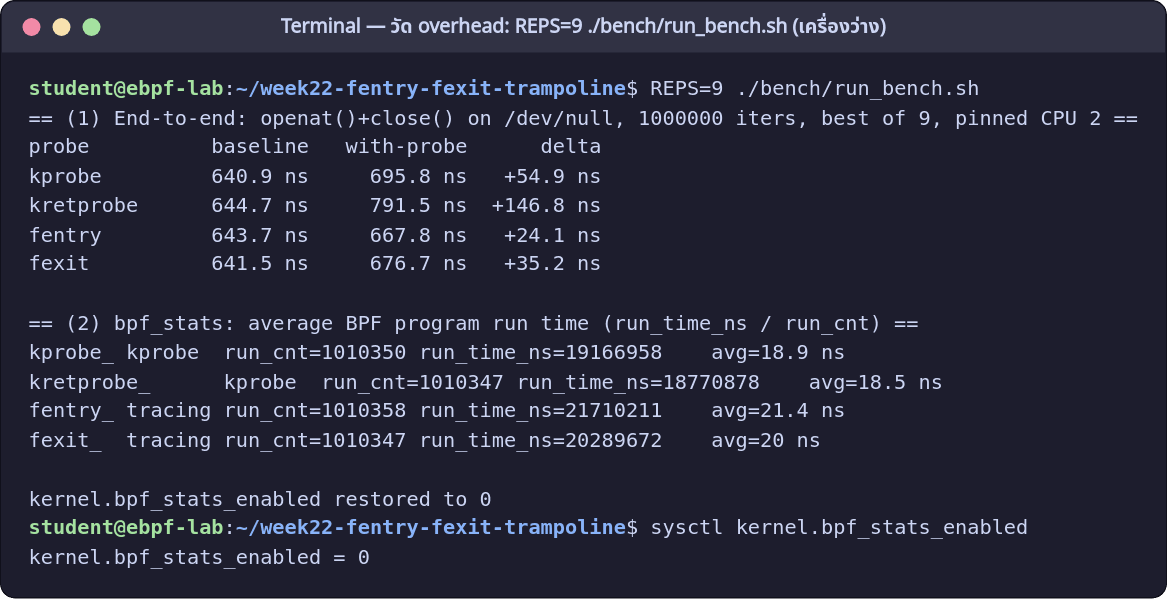 Terminal — วัด overhead: REPS=9 ./bench/run_bench.sh (เครื่องว่าง)
student@ebpf-lab:~/week22-fentry-fexit-trampoline$ REPS=9 ./bench/run_bench.sh
== (1) End-to-end: openat()+close() on /dev/null, 1000000 iters, best of 9, pinned CPU 2 ==
probe          baseline   with-probe      delta
kprobe         640.9 ns     695.8 ns   +54.9 ns
kretprobe      644.7 ns     791.5 ns  +146.8 ns
fentry         643.7 ns     667.8 ns   +24.1 ns
fexit          641.5 ns     676.7 ns   +35.2 ns
== (2) bpf_stats: average BPF program run time (run_time_ns / run_cnt) ==
kprobe_ kprobe  run_cnt=1010350 run_time_ns=19166958    avg=18.9 ns
kretprobe_      kprobe  run_cnt=1010347 run_time_ns=18770878    avg=18.5 ns
fentry_ tracing run_cnt=1010358 run_time_ns=21710211    avg=21.4 ns
fexit_  tracing run_cnt=1010347 run_time_ns=20289672    avg=20 ns
kernel.bpf_stats_enabled restored to 0
student@ebpf-lab:~/week22-fentry-fexit-trampoline$ sysctl kernel.bpf_stats_enabled
kernel.bpf_stats_enabled = 0